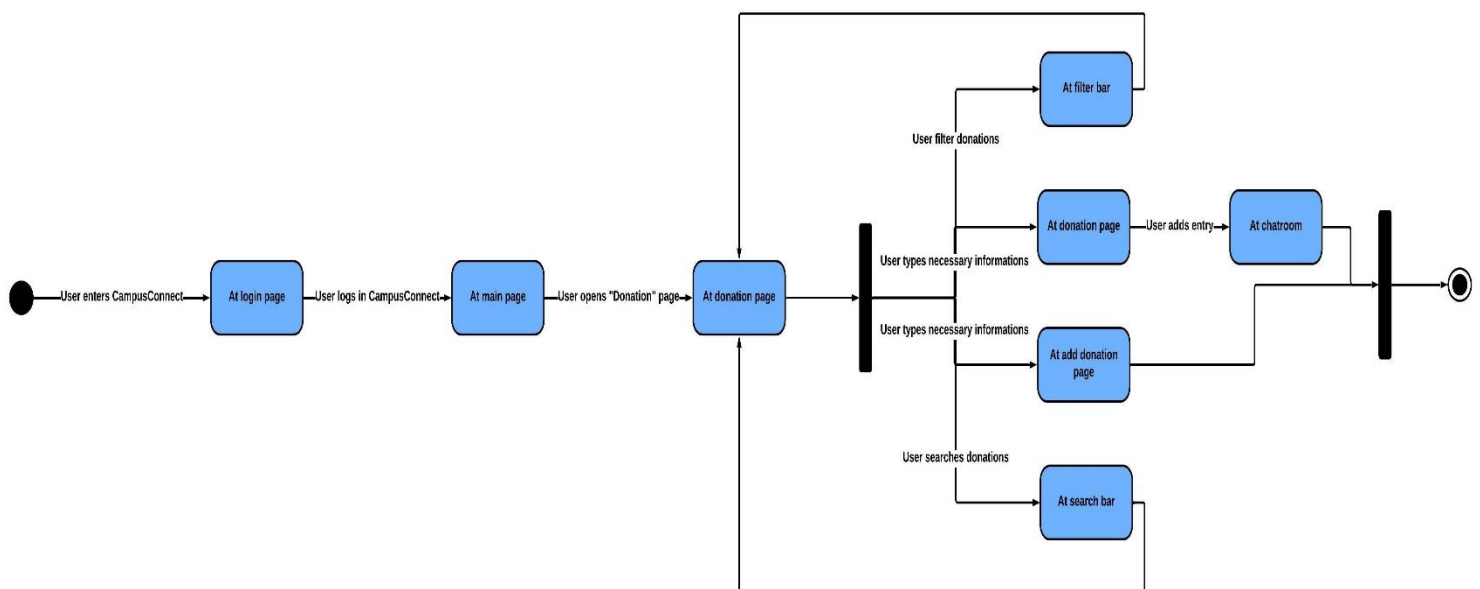 At filter bar
User filter donations
At donation page
User adds entry
At chatroom
User types necessary informations
User enters CampusConnect
At login page
User logs in CampusConnect
At main page
User opens "Donation" page
At donation page
User types necessary informations
At add donation
page
User searches donations
At search bar